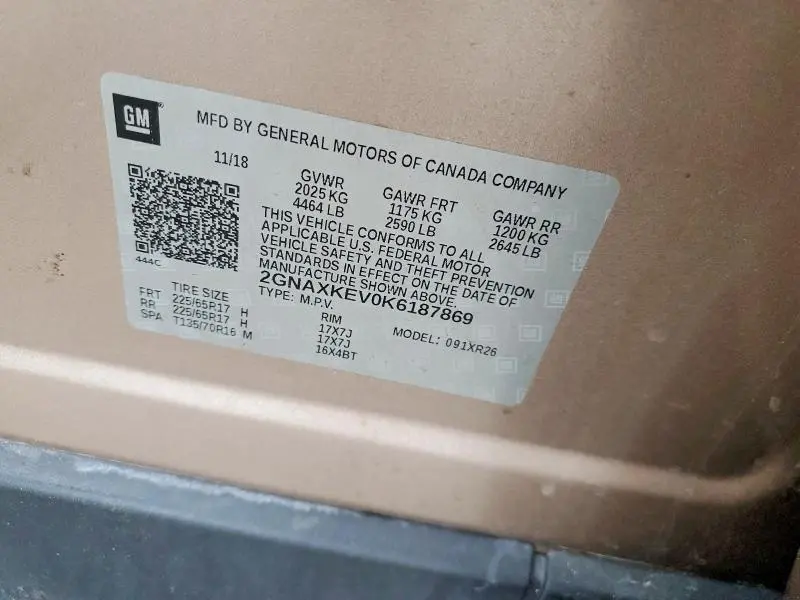 GM
MFD BY GENERAL MOTORS OF CANADA COMPANY
11/18
GVWR GAWR FRT GAWR RR
2025 KG 1175 KG 1200 KG
4464 LB 2590 LB 2645 LB
THIS VEHICLE CONFORMS TO ALL
APPLICABLE U.S. FEDERAL MOTOR
VEHICLE SAFETY AND THEFT PREVENTION
STANDARDS IN EFFECT ON THE DATE OF
MANUFACTURE SHOWN ABOVE.
2GNAXKEV0K6187869
TYPE: M.P.V.
MODEL: 091XR26
444C
TIRE SIZE RIM
FRT 225/65R17 H 17X7J
RR 225/65R17 H 17X7J
SPA T135/70R16 M 16X4BT